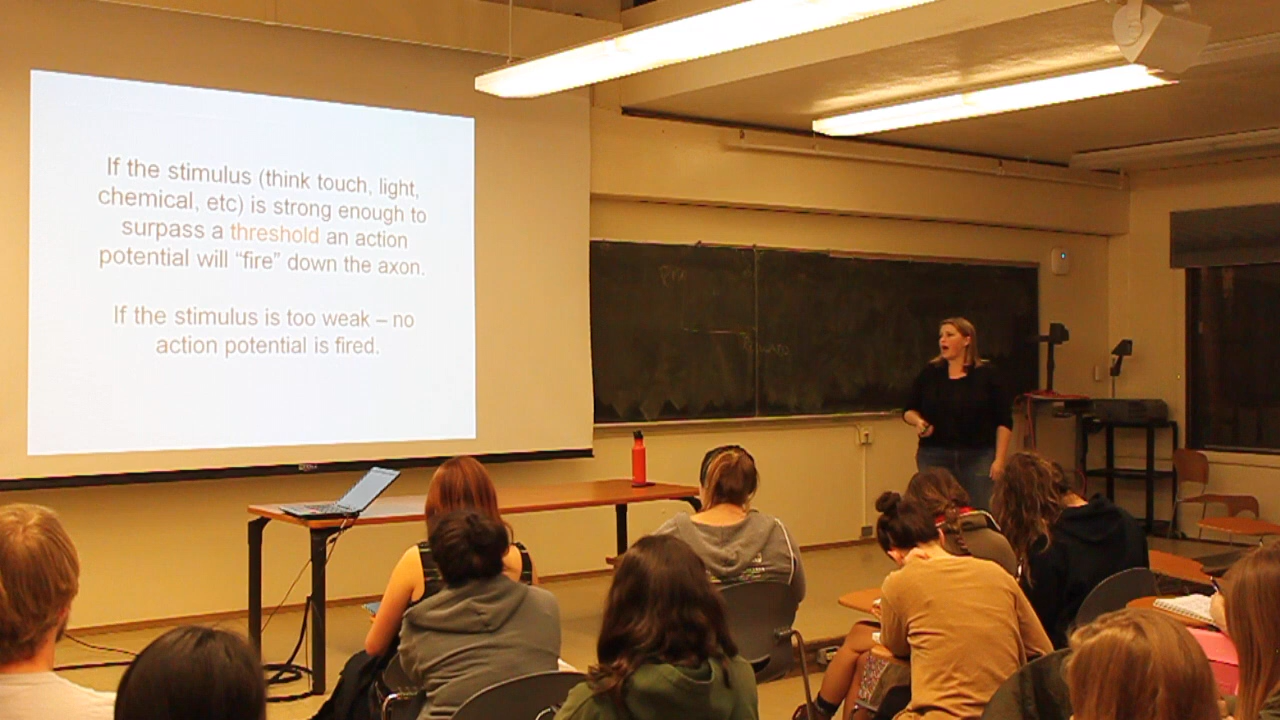 If the stimulus (think touch, light,
chemical, etc) is strong enough to
surpass a threshold an action
potential will “fire” down the axon.
If the stimulus is too weak – no
action potential is fired.